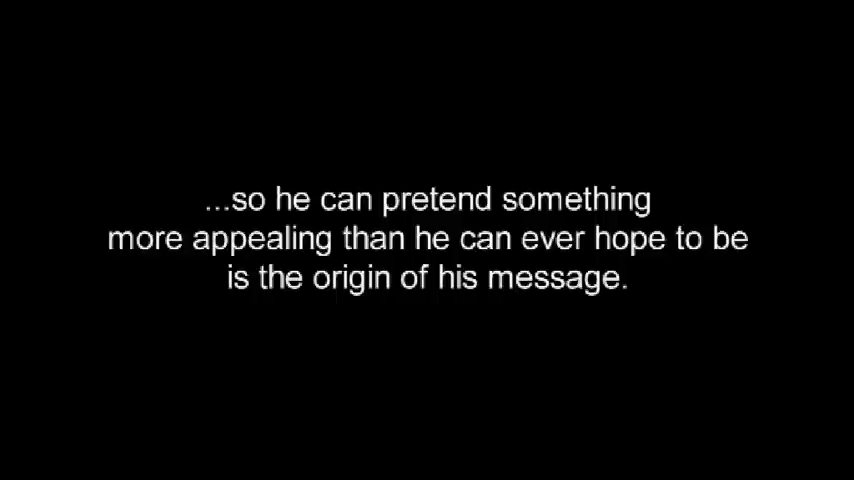 ...so he can pretend something
more appealing than he can ever hope to be
is the origin of his message.